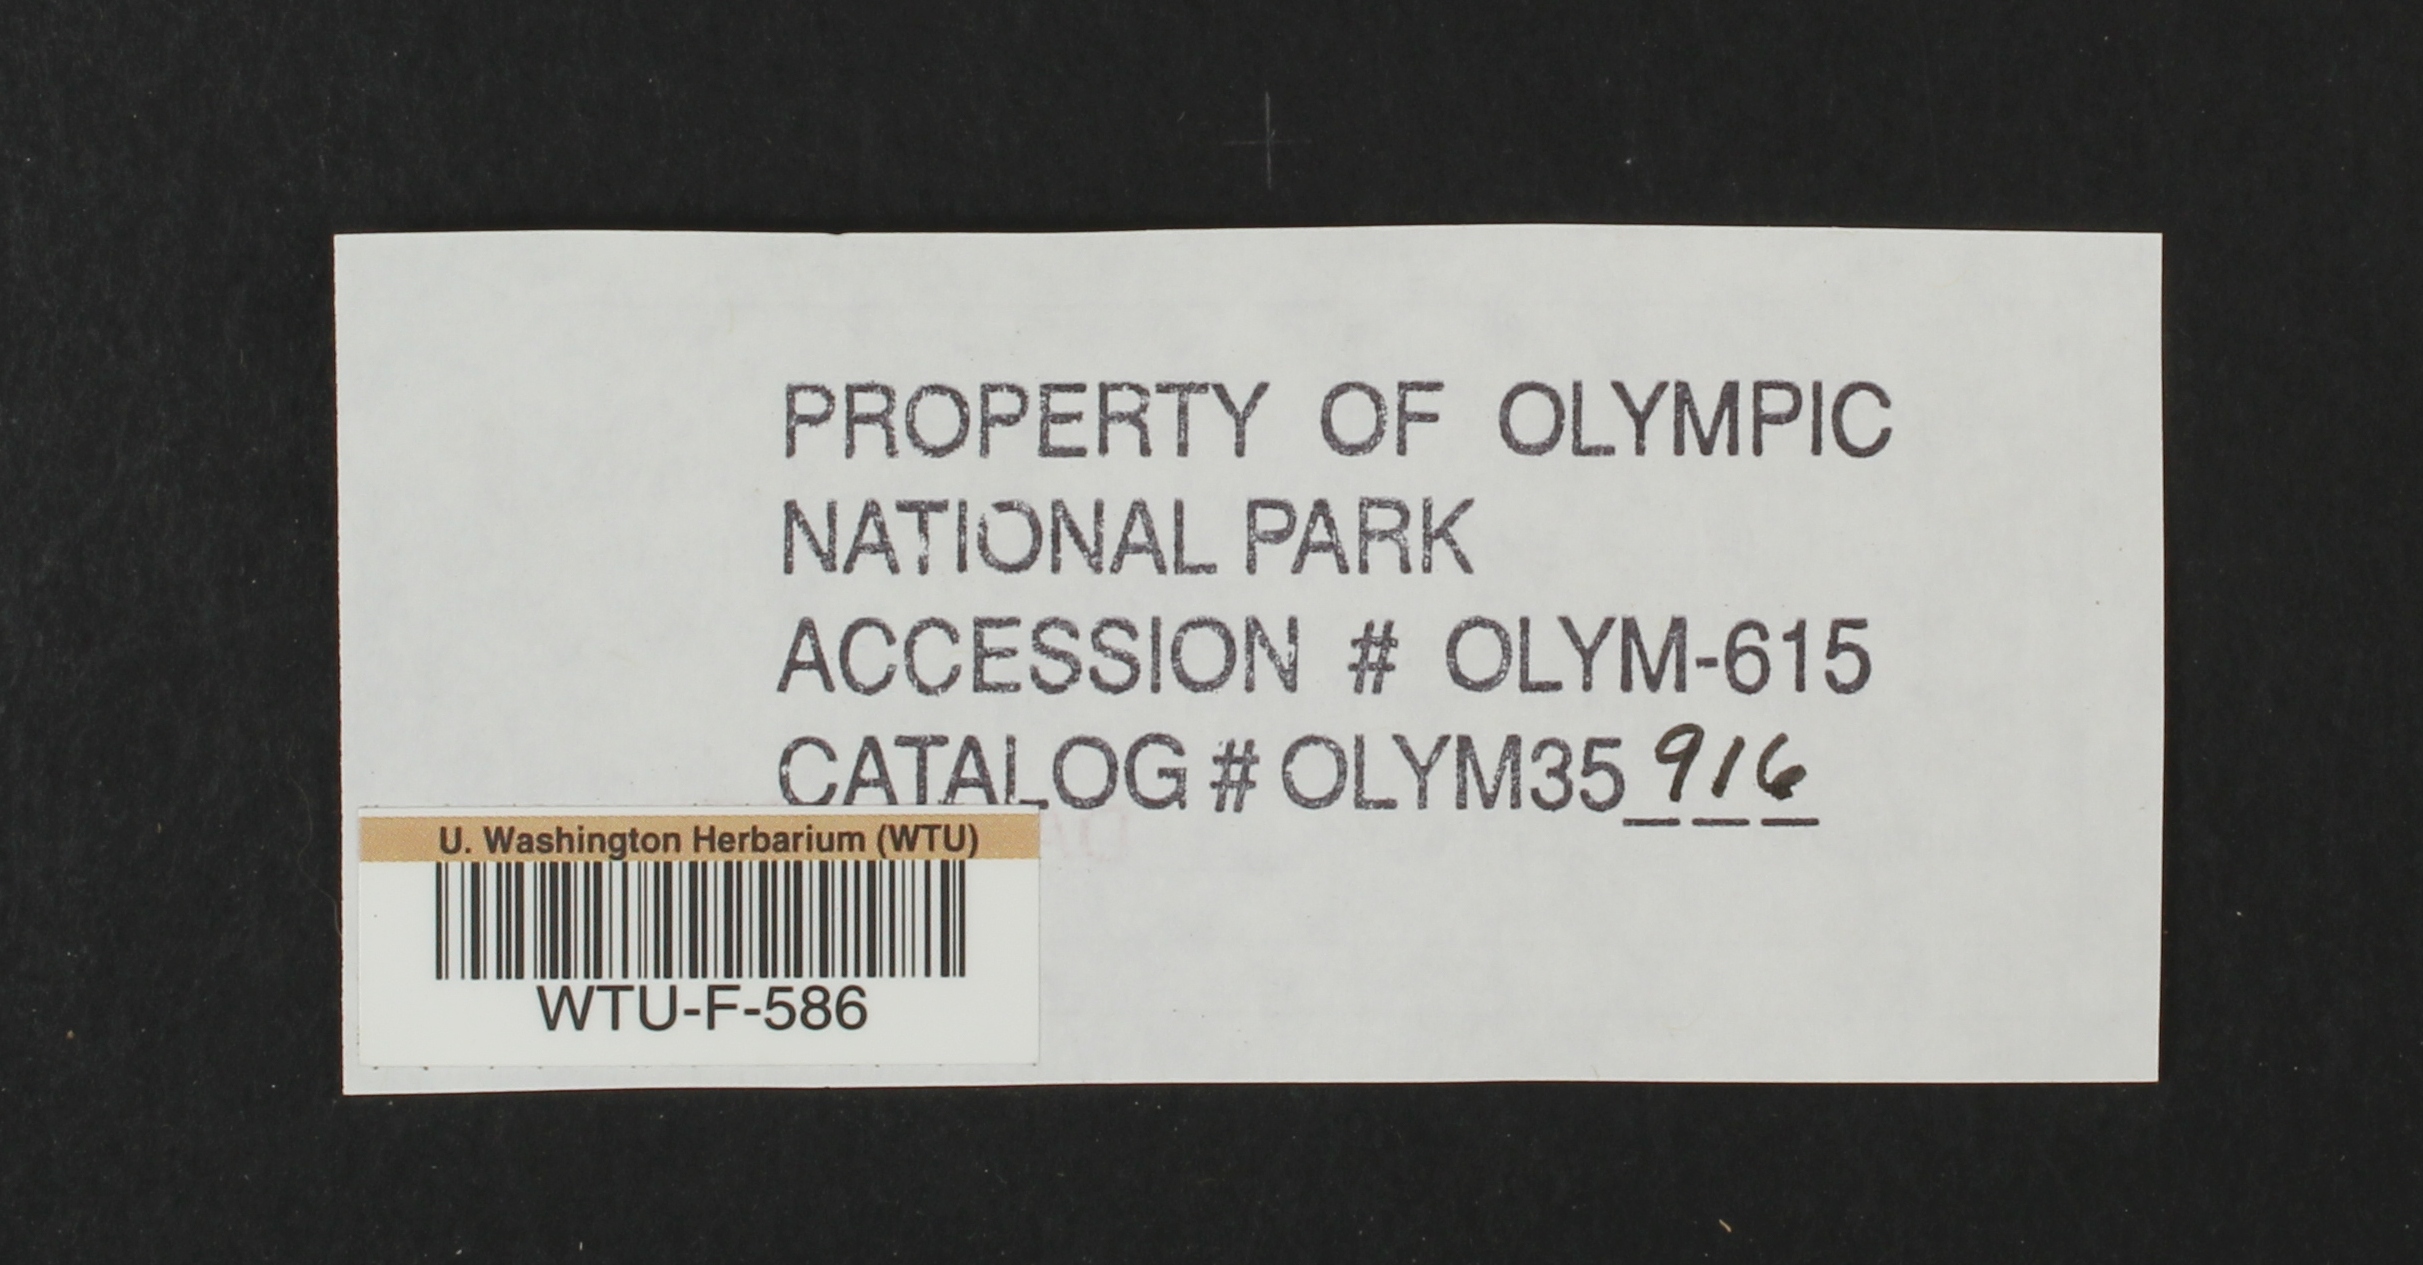 PROPERTY OF OLYMPIC
NATIONAL PARK
ACCESSION # OLYM-615
CATALOG # OLYM35916
U. Washington Herbarium (WTU)
WTU-F-586